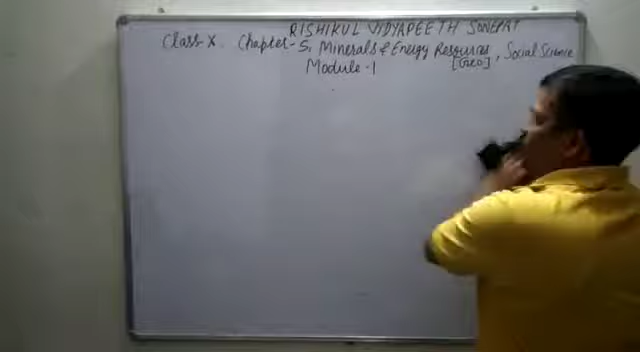 RISHIKUL VIDYAPEETH SONEPAT
Class X Chapter-5, Minerals & Energy Resources, Social Science
Module-1 [Geo]